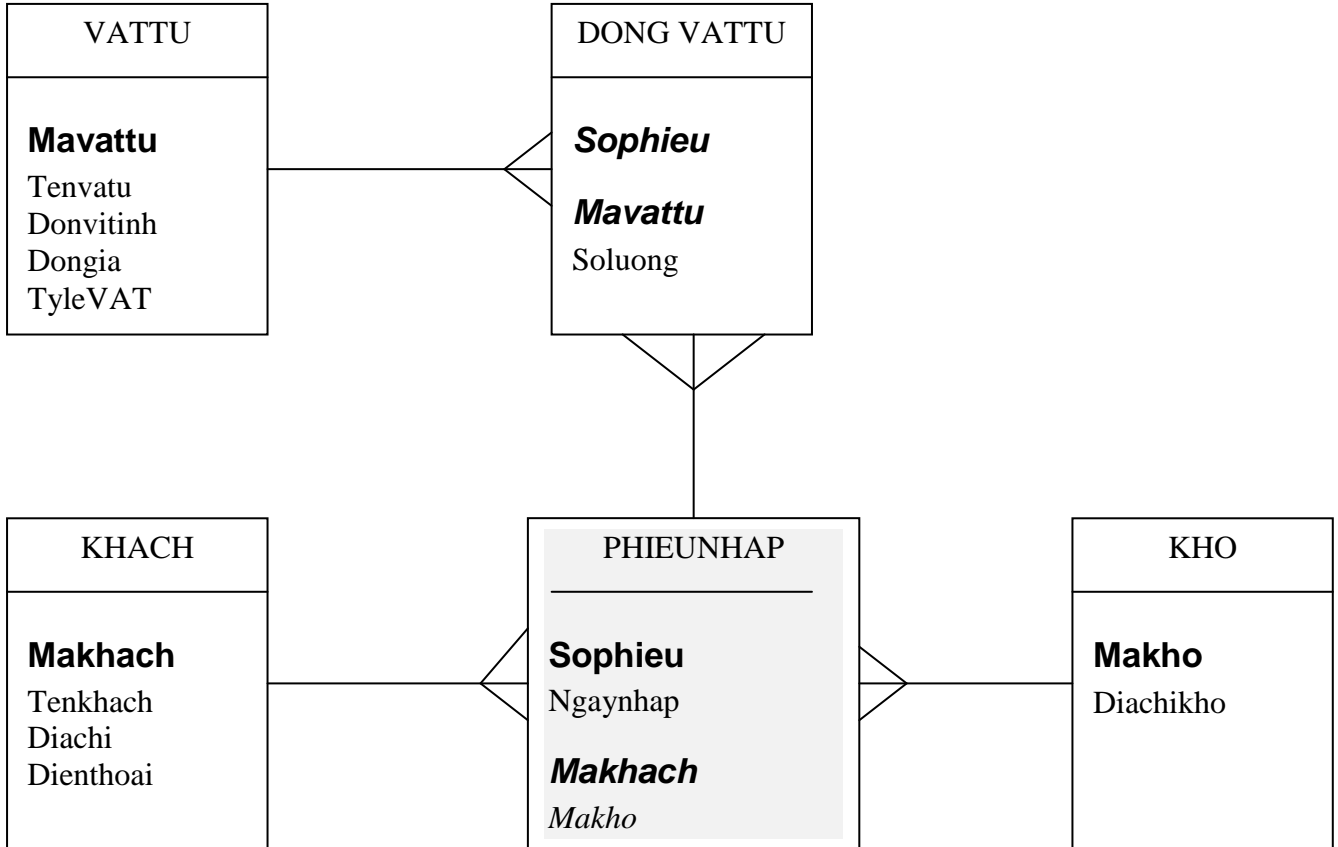 VATTU
Mavattu
Tenvatu
Donvitinh
Dongia
TyleVAT
DONG VATTU
Sophieu
Mavattu
Soluong
KHACH
Makhach
Tenkhach
Diachi
Dienthoai
PHIEUNHAP
Sophieu
Ngaynhap
Makhach
Makho
KHO
Makho
Diachikho